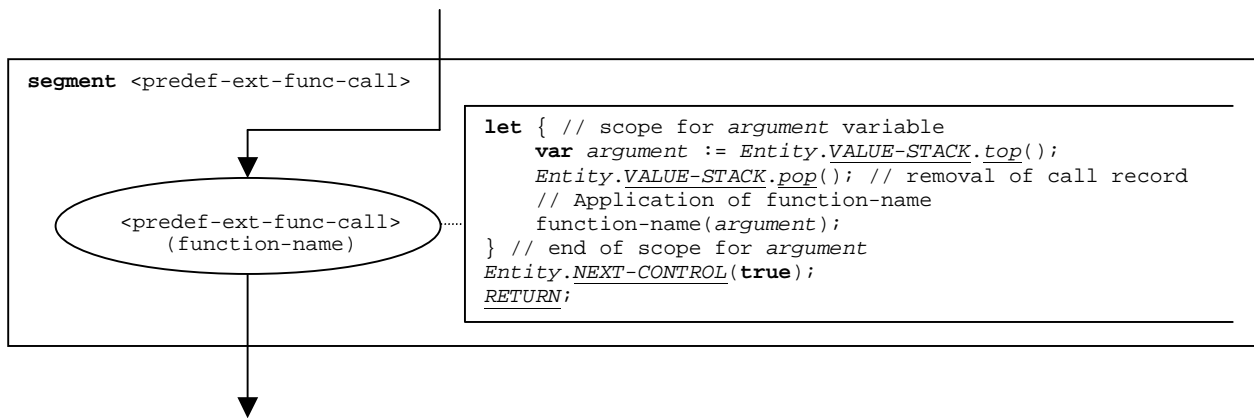 segment <predef-ext-func-call>
let { // scope for argument variable
var argument := Entity.VALUE-STACK.top();
Entity.VALUE-STACK.pop(); // removal of call record
// Application of function-name
function-name(argument);
} // end of scope for argument
Entity.NEXT-CONTROL(true);
RETURN;
<predef-ext-func-call>
(function-name)